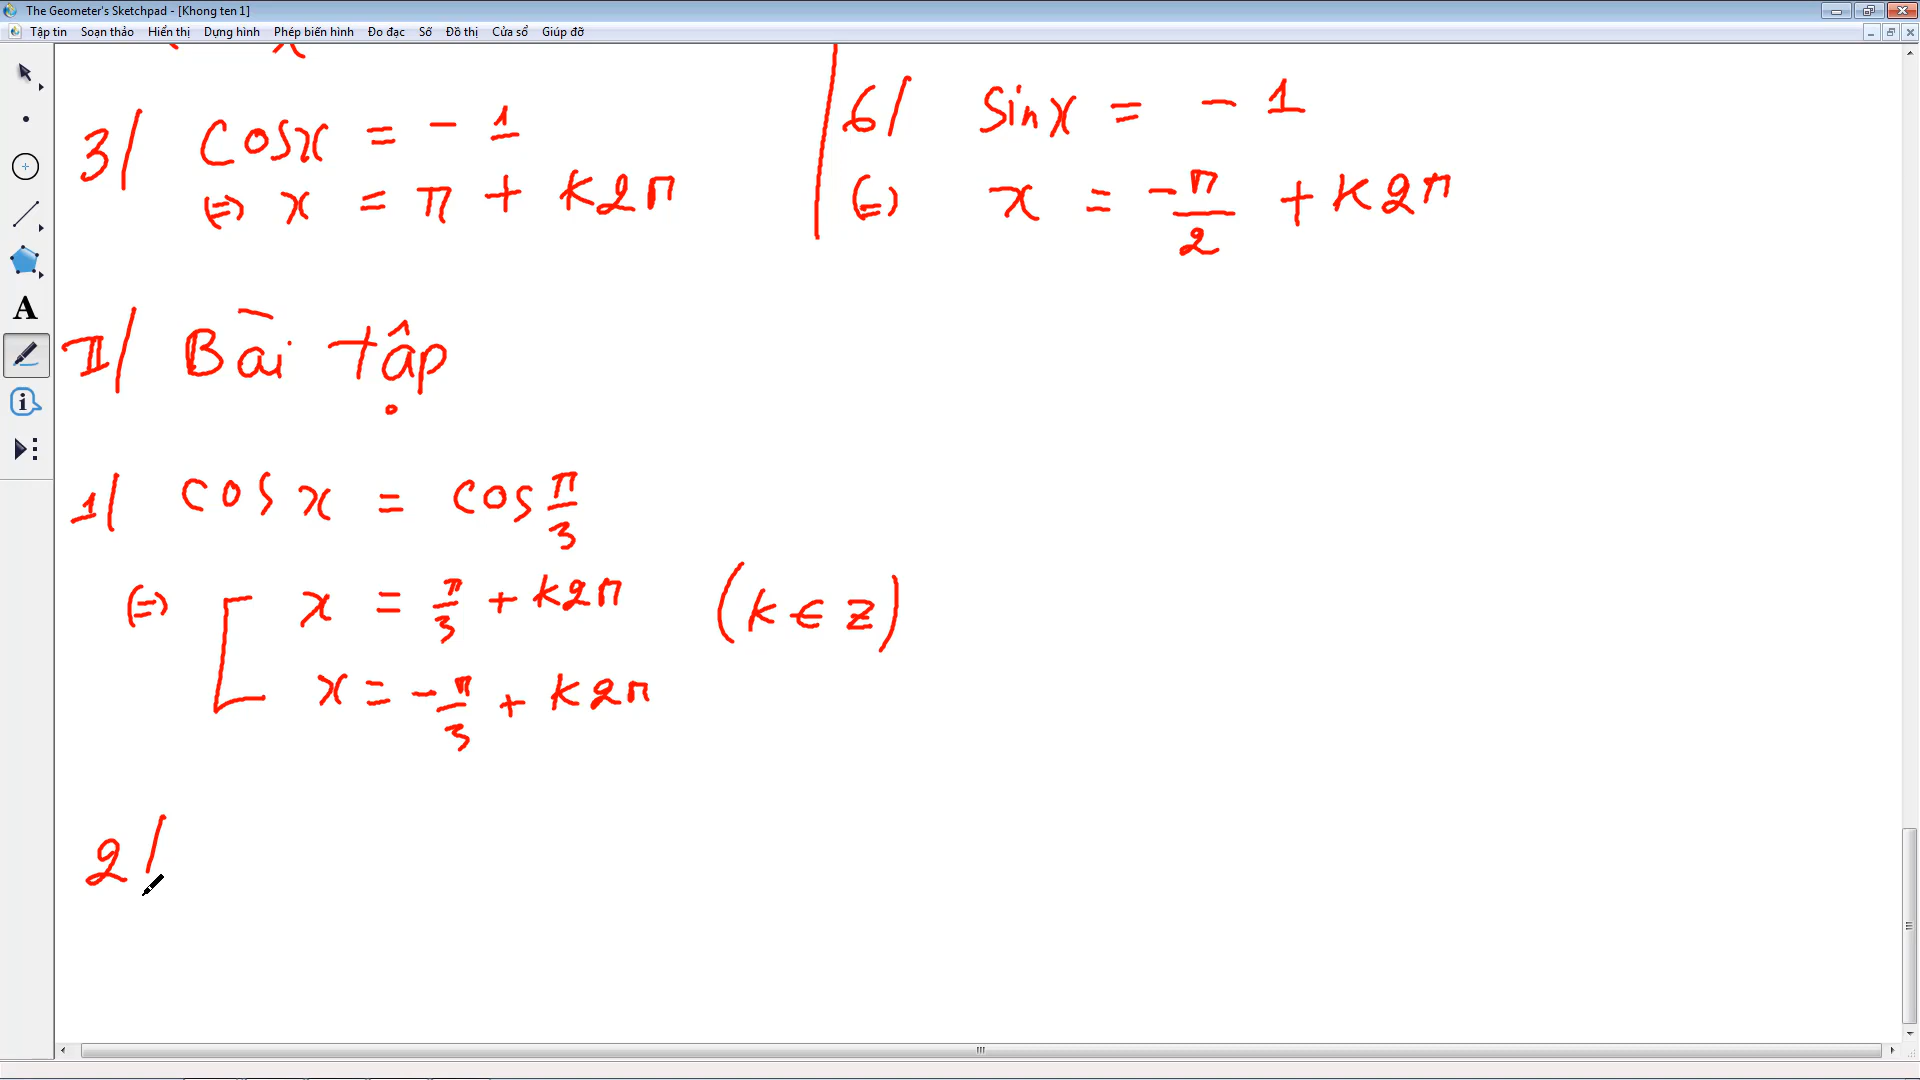 The Geometer's Sketchpad - [Khong ten 1]
Tập tin Soạn thảo Hiển thị Dựng hình Phép biến hình Đo đạc Số Đồ thị Cửa sổ Giúp đỡ
3/ cosx = - 1
⇔ x = π + k2π
6/ sinx = - 1
⇔ x = -π/2 + k2π
II/ Bài tập
1/ cos x = cos π/3
⇔ [ x = π/3 + k2π (k ∈ Z)
x = -π/3 + k2π
2/